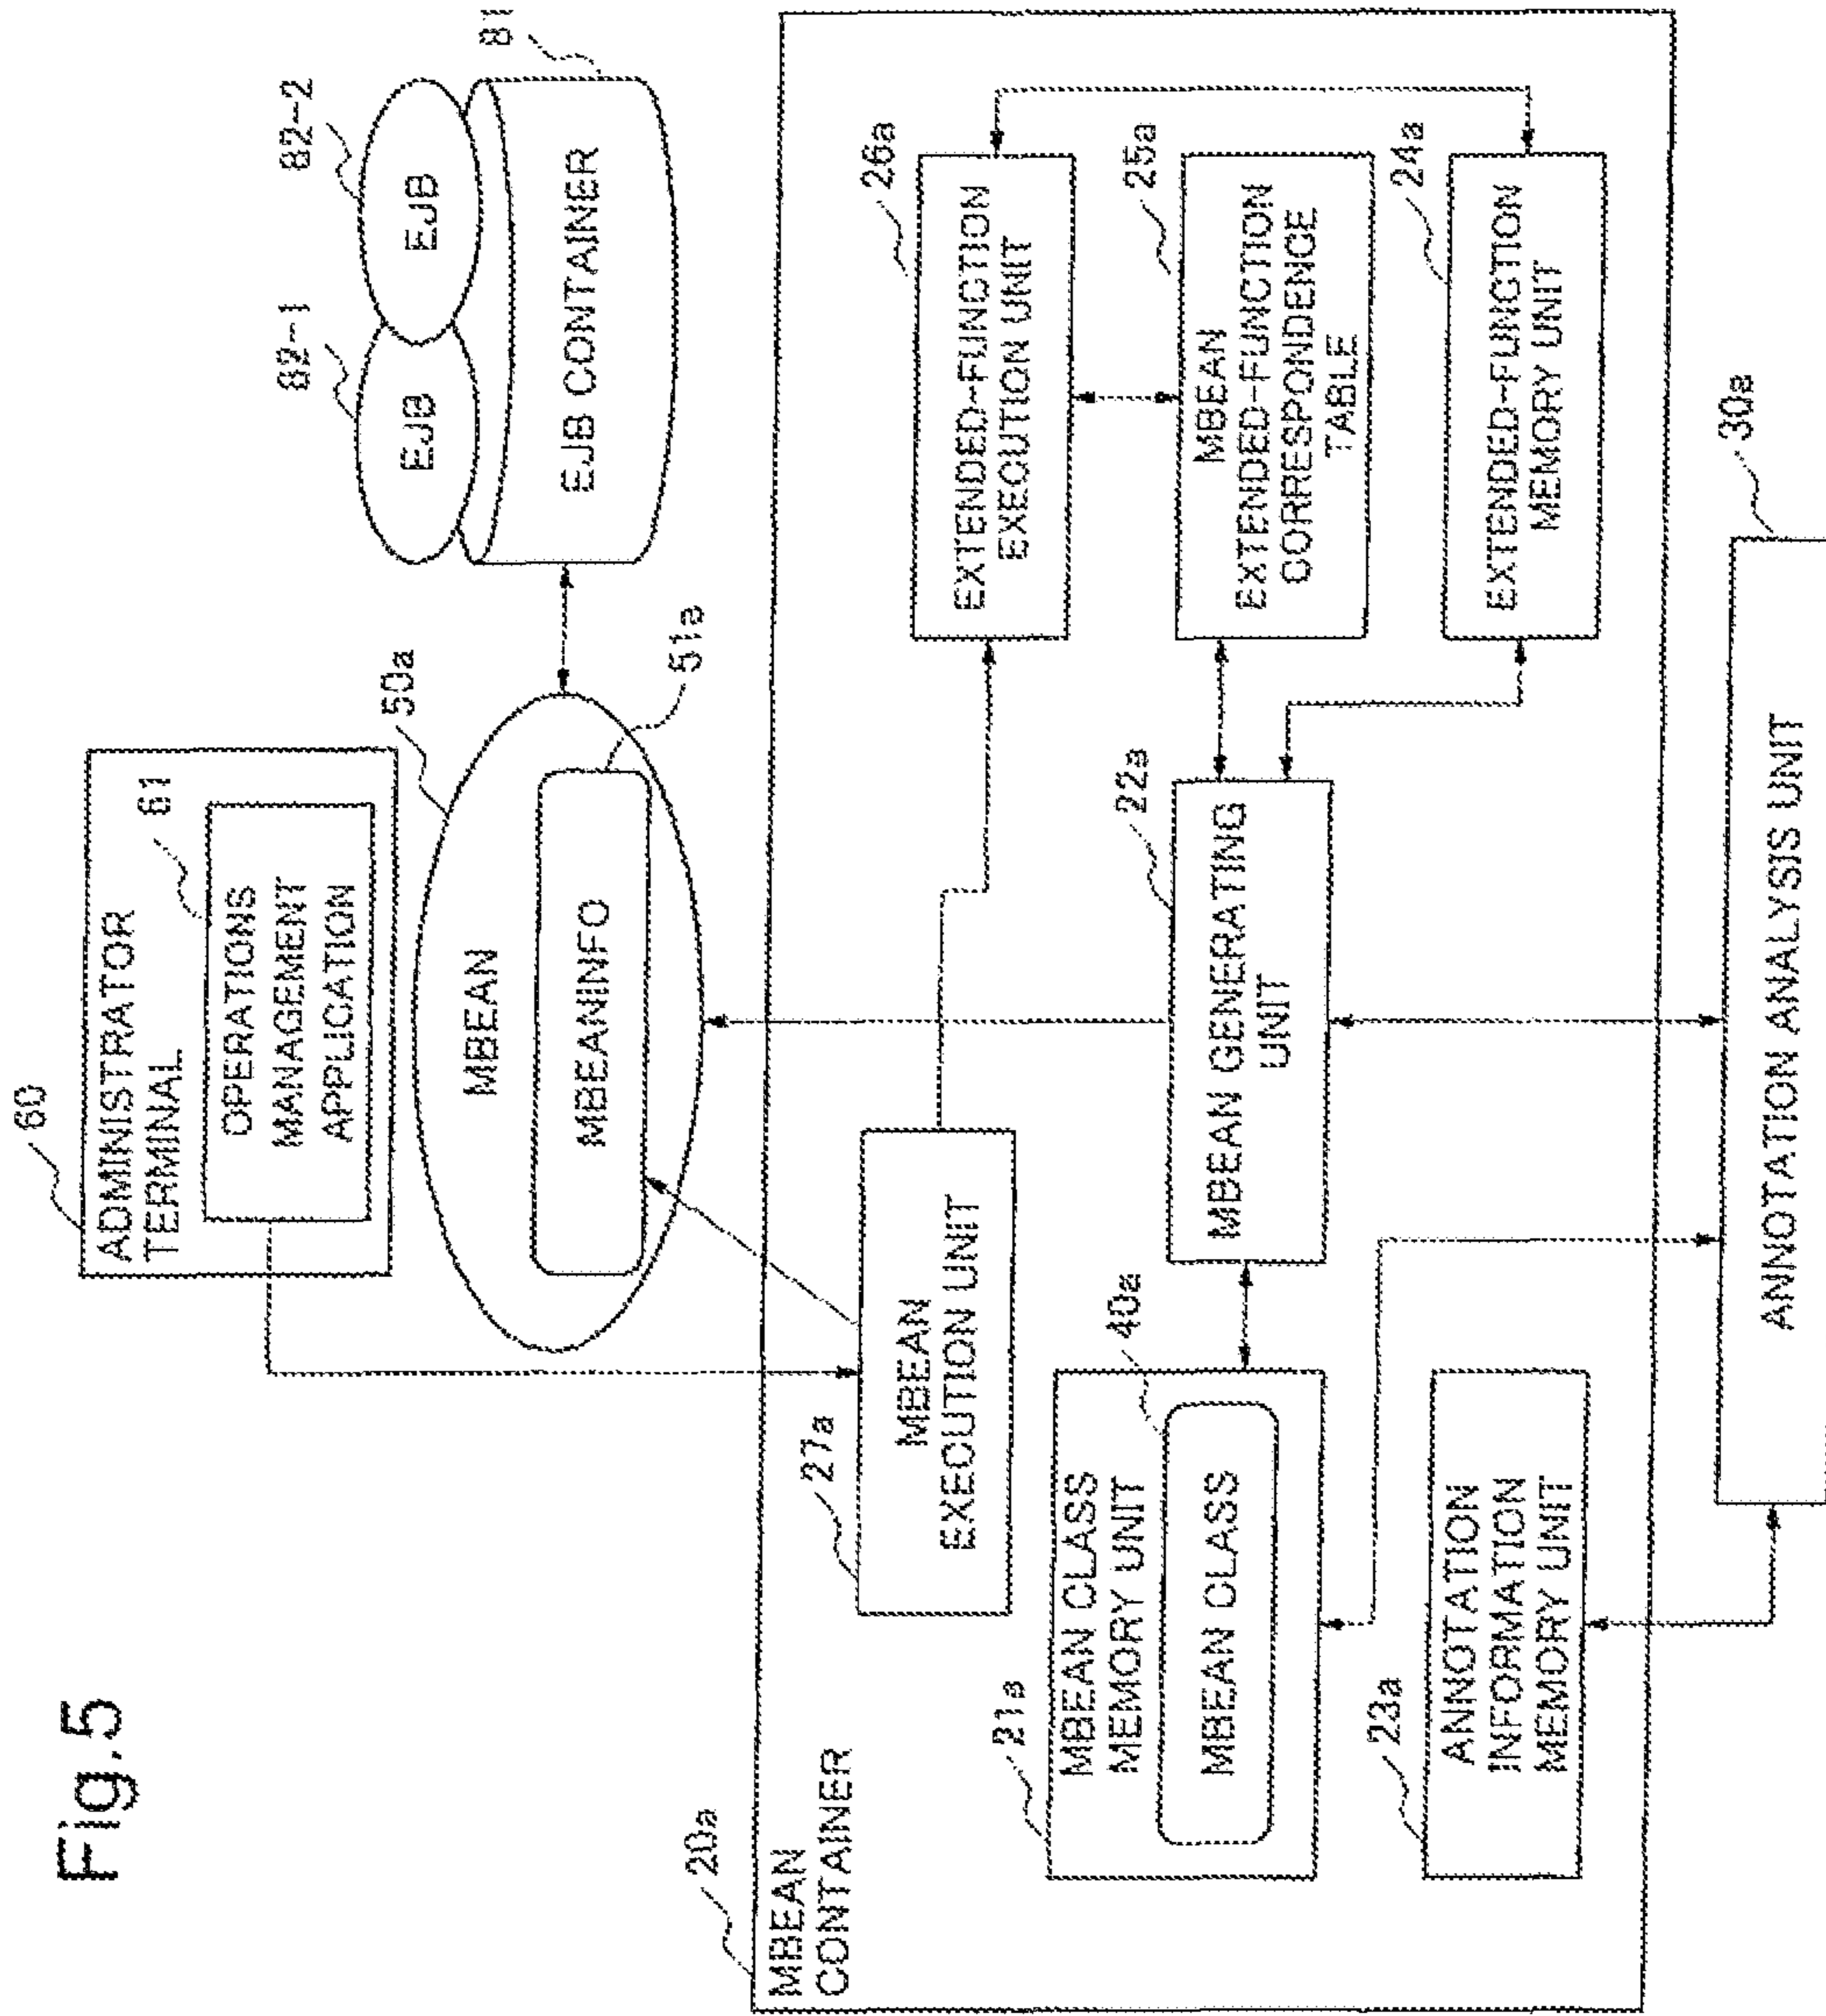 Fig.5
60
ADMINISTRATOR
TERMINAL
61
OPERATIONS
MANAGEMENT
APPLICATION
82-1
82-2
EJB
EJB
81
EJB CONTAINER
50a
MBEAN
51a
MBEANINFO
20a
MBEAN
CONTAINER
27a
MBEAN
EXECUTION UNIT
26a
EXTENDED-FUNCTION
EXECUTION UNIT
21a
MBEAN CLASS
MEMORY UNIT
40a
MBEAN CLASS
22a
MBEAN GENERATING
UNIT
25a
MBEAN
EXTENDED-FUNCTION
CORRESPONDENCE
TABLE
23a
ANNOTATION
INFORMATION
MEMORY UNIT
24a
EXTENDED-FUNCTION
MEMORY UNIT
30a
ANNOTATION ANALYSIS UNIT